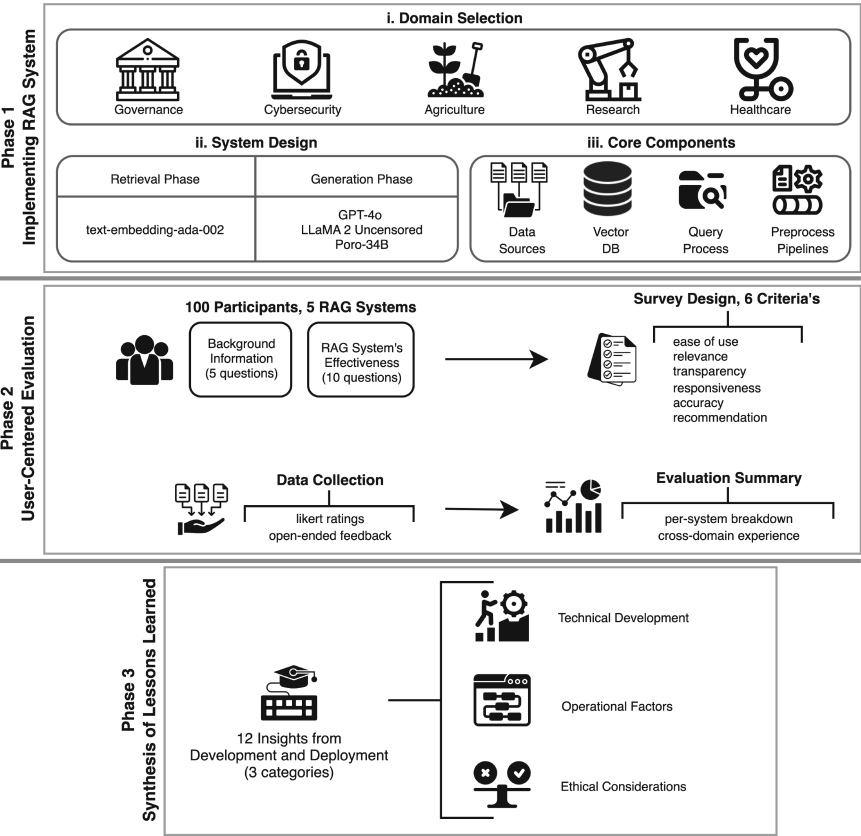 Phase 1
Implementing RAG System
i. Domain Selection
Governance
Cybersecurity
Agriculture
Research
Healthcare
ii. System Design
Retrieval Phase
Generation Phase
text-embedding-ada-002
GPT-4o
LLaMA 2 Uncensored
Poro-34B
iii. Core Components
Data
Sources
Vector
DB
Query
Process
Preprocess
Pipelines
Phase 2
User-Centered Evaluation
100 Participants, 5 RAG Systems
Background
Information
(5 questions)
RAG System's
Effectiveness
(10 questions)
Survey Design, 6 Criteria's
ease of use
relevance
transparency
responsiveness
accuracy
recommendation
Data Collection
likert ratings
open-ended feedback
Evaluation Summary
per-system breakdown
cross-domain experience
Phase 3
Synthesis of Lessons Learned
12 Insights from
Development and Deployment
(3 categories)
Technical Development
Operational Factors
Ethical Considerations